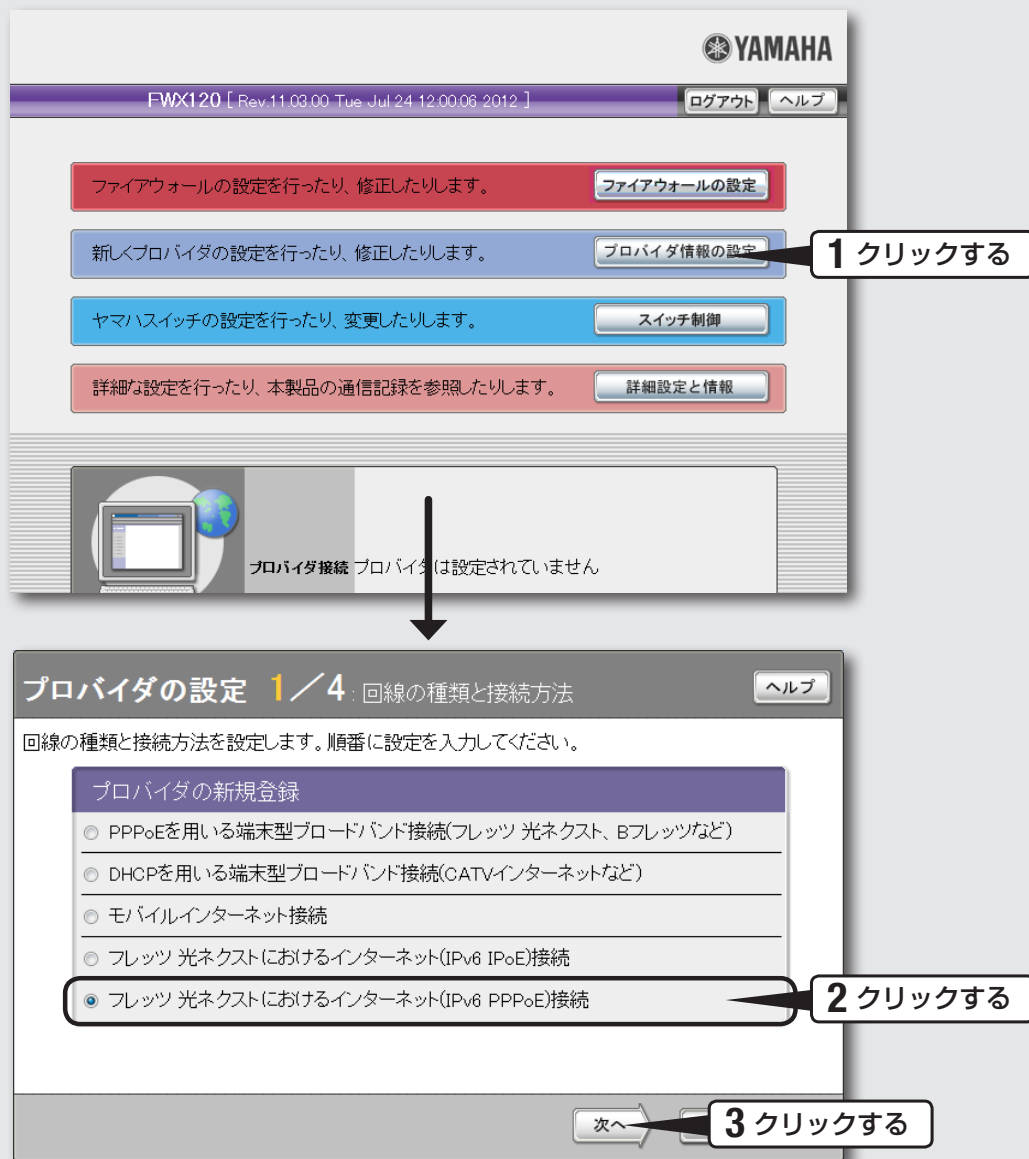 YAMAHA
FWX120 [ Rev.11.03.00 Tue Jul 24 12:00:06 2012 ]
ログアウト ヘルプ
ファイアウォールの設定を行ったり、修正したりします。 ファイアウォールの設定
新しくプロバイダの設定を行ったり、修正したりします。 プロバイダ情報の設定 1 クリックする
ヤマハスイッチの設定を行ったり、変更したりします。 スイッチ制御
詳細な設定を行ったり、本製品の通信記録を参照したりします。 詳細設定と情報
プロバイダ接続 プロバイダは設定されていません
プロバイダの設定 1/4 : 回線の種類と接続方法 ヘルプ
回線の種類と接続方法を設定します。順番に設定を入力してください。
プロバイダの新規登録
PPPoEを用いる端末型ブロードバンド接続(フレッツ 光ネクスト、Bフレッツなど)
DHCPを用いる端末型ブロードバンド接続(CATVインターネットなど)
モバイルインターネット接続
フレッツ 光ネクストにおけるインターネット(IPv6 IPoE)接続
フレッツ 光ネクストにおけるインターネット(IPv6 PPPoE)接続 2 クリックする
次へ 3 クリックする